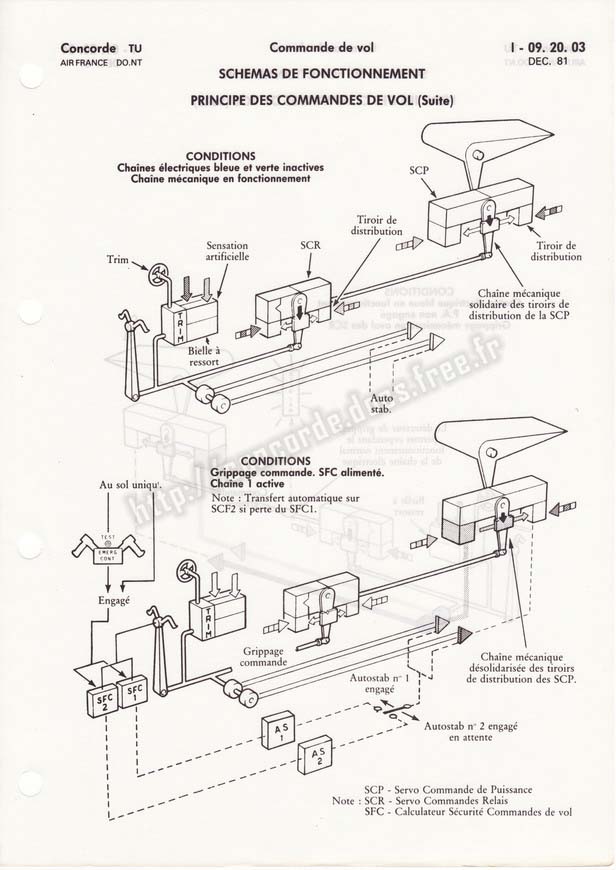 Concorde TU
AIR FRANCE DO.NT
Commande de vol
I - 09. 20. 03
DEC. 81
SCHEMAS DE FONCTIONNEMENT
PRINCIPE DES COMMANDES DE VOL (Suite)
CONDITIONS
Chaînes électriques bleue et verte inactives
Chaine mécanique en fonctionnement
SCP
Tiroir de
distribution
Tiroir de
distribution
Sensation
artificielle
SCR
Trim
Chaîne mécanique
solidaire des tiroirs de
distribution de la SCP
C
C
TRIM
Bielle à
ressort
C
C
Auto
stab.
http://leconcorde.deps.free.fr
CONDITIONS
Grippage commande. SFC alimenté.
Chaîne 1 active
Note : Transfert automatique sur
SCF2 si perte du SFC1.
Au sol uniqu'.
TEST
EMERG
CONT
Engagé
C
C
TRIM
Grippage
commande
C
C
Chaîne mécanique
désolidarisée des tiroirs
de distribution des SCP.
Autostab n° 1
engagé
Autostab n° 2 engagé
en attente
SFC
2
SFC
1
AS
1
AS
2
SCP - Servo Commande de Puissance
Note : SCR - Servo Commandes Relais
SFC - Calculateur Sécurité Commandes de vol